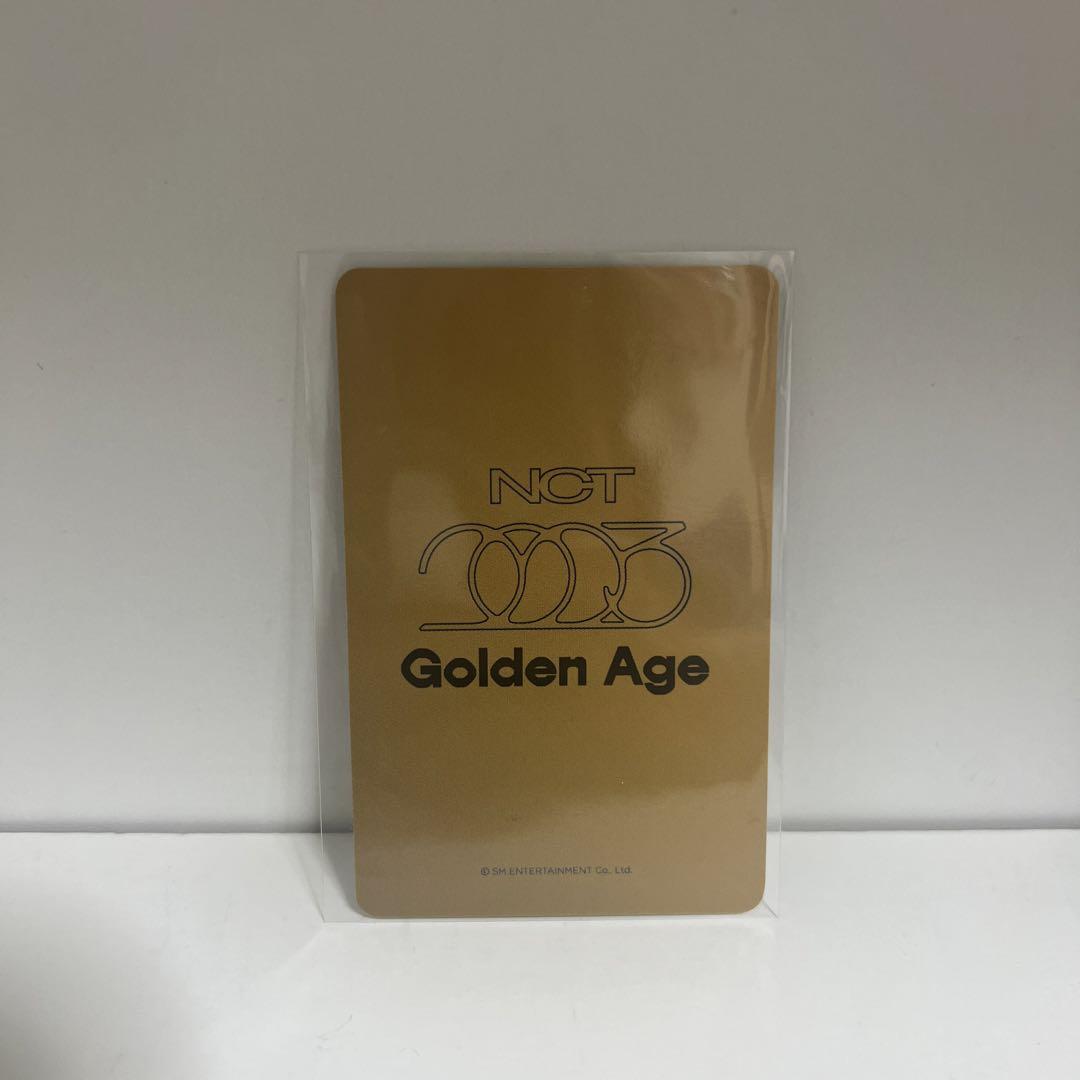 NCT
2023
Golden Age
© SM ENTERTAINMENT Co., Ltd.